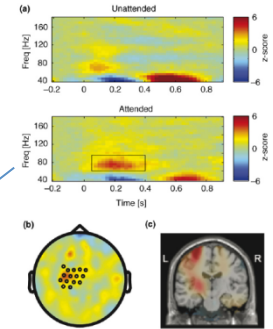 (a)
Unattended
Freq [Hz]
160
120
80
40
-0.2 0 0.2 0.4 0.6 0.8
6
0
-6
z-score
Attended
Freq [Hz]
160
120
80
40
-0.2 0 0.2 0.4 0.6 0.8
Time [s]
6
0
-6
z-score
(b)
(c)
L R